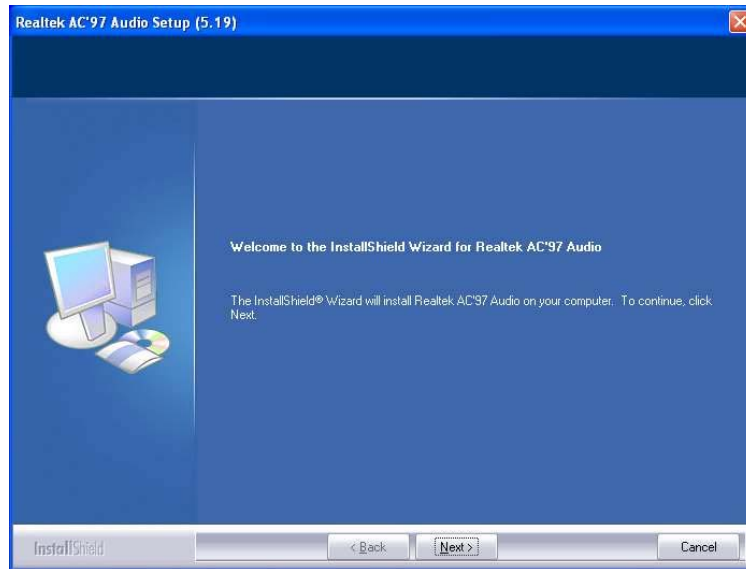 Realtek AC'97 Audio Setup (5.19)
Welcome to the InstallShield Wizard for Realtek AC'97 Audio
The InstallShield® Wizard will install Realtek AC'97 Audio on your computer. To continue, click
Next.
InstallShield
< Back
Next >
Cancel